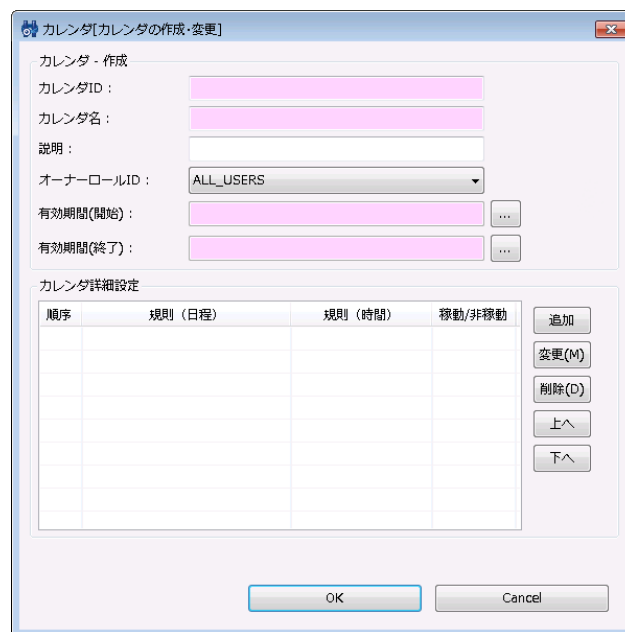 カレンダ[カレンダの作成・変更]
カレンダ - 作成
カレンダID :
カレンダ名 :
説明 :
オーナーロールID : ALL_USERS
有効期間(開始) : ...
有効期間(終了) : ...
カレンダ詳細設定
順序 規則（日程） 規則（時間） 稼動/非稼動
追加
変更(M)
削除(D)
上へ
下へ
OK Cancel